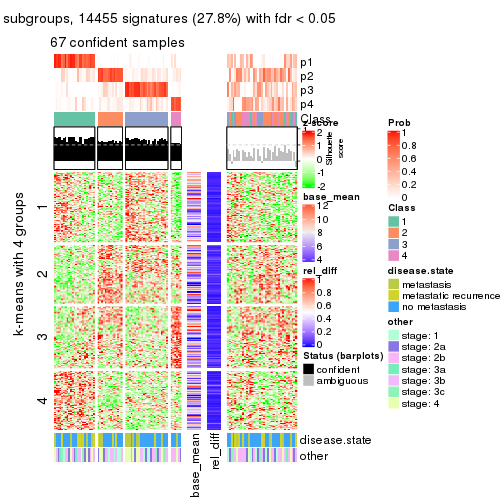 subgroups, 14455 signatures (27.8%) with fdr < 0.05
67 confident samples
p1
p2
p3
p4
Class
z-score
2
1
0
-1
-2
Silhouette
score
1
k-means with 4 groups
1
2
3
4
base_mean
12
10
8
6
4
rel_diff
1
0.8
0.6
0.4
0.2
0
Status (barplots)
confident
ambiguous
Prob
1
0.8
0.6
0.4
0.2
0
Class
1
2
3
4
disease.state
metastasis
metastatic recurrence
no metastasis
other
stage: 1
stage: 2a
stage: 2b
stage: 3a
stage: 3b
stage: 3c
stage: 4
disease.state
other
base_mean
rel_diff